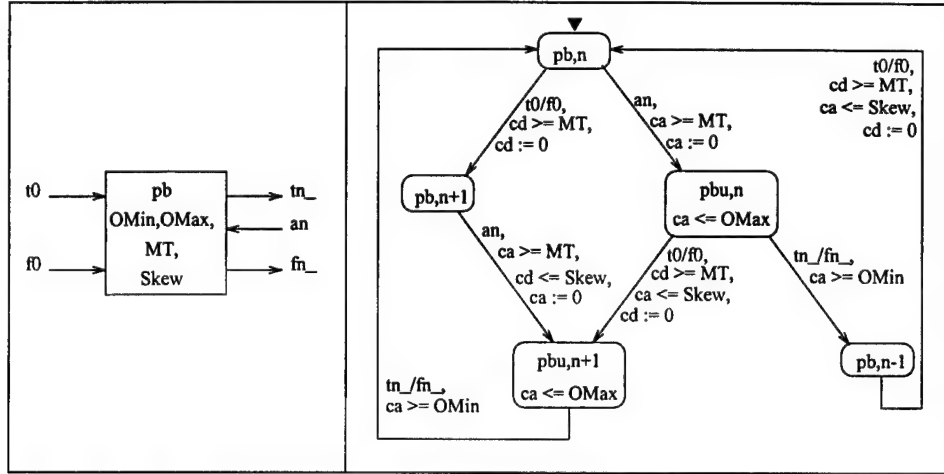 t0
f0
pb
OMin,OMax,
MT,
Skew
tn_
an
fn_
pb,n
t0/f0,
cd >= MT,
cd := 0
an,
ca >= MT,
ca := 0
t0/f0,
cd >= MT,
ca <= Skew,
cd := 0
pb,n+1
pbu,n
ca <= OMax
an,
ca >= MT,
cd <= Skew,
ca := 0
t0/f0,
cd >= MT,
ca <= Skew,
cd := 0
tn_/fn_,
ca >= OMin
pbu,n+1
ca <= OMax
pb,n-1
tn_/fn_,
ca >= OMin